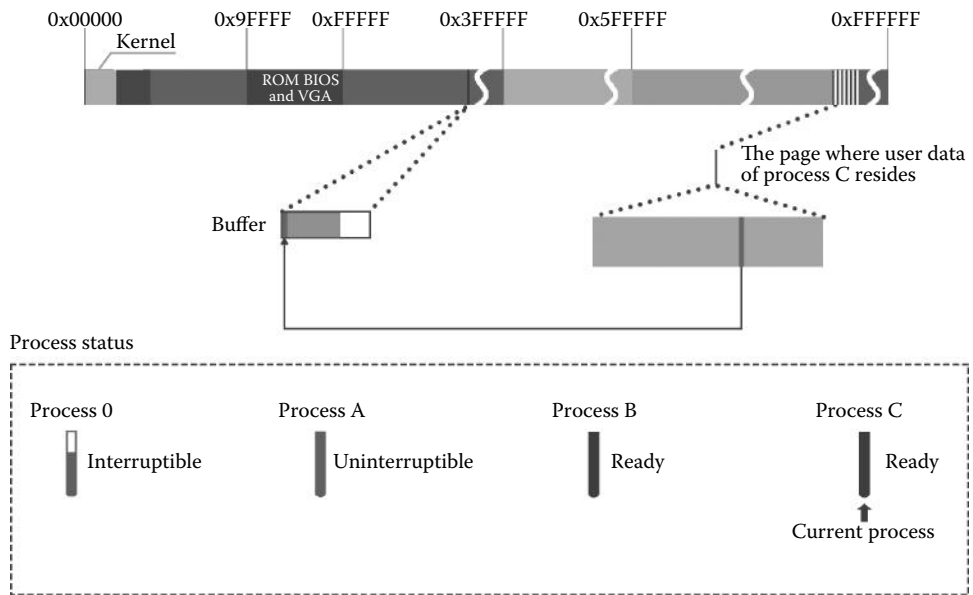 0x00000 0x9FFFF 0xFFFFF 0x3FFFFF 0x5FFFFF 0xFFFFFF
Kernel
ROM BIOS
and VGA
The page where user data
of process C resides
Buffer
Process status
Process 0 Process A Process B Process C
Interruptible Uninterruptible Ready Ready
Current process